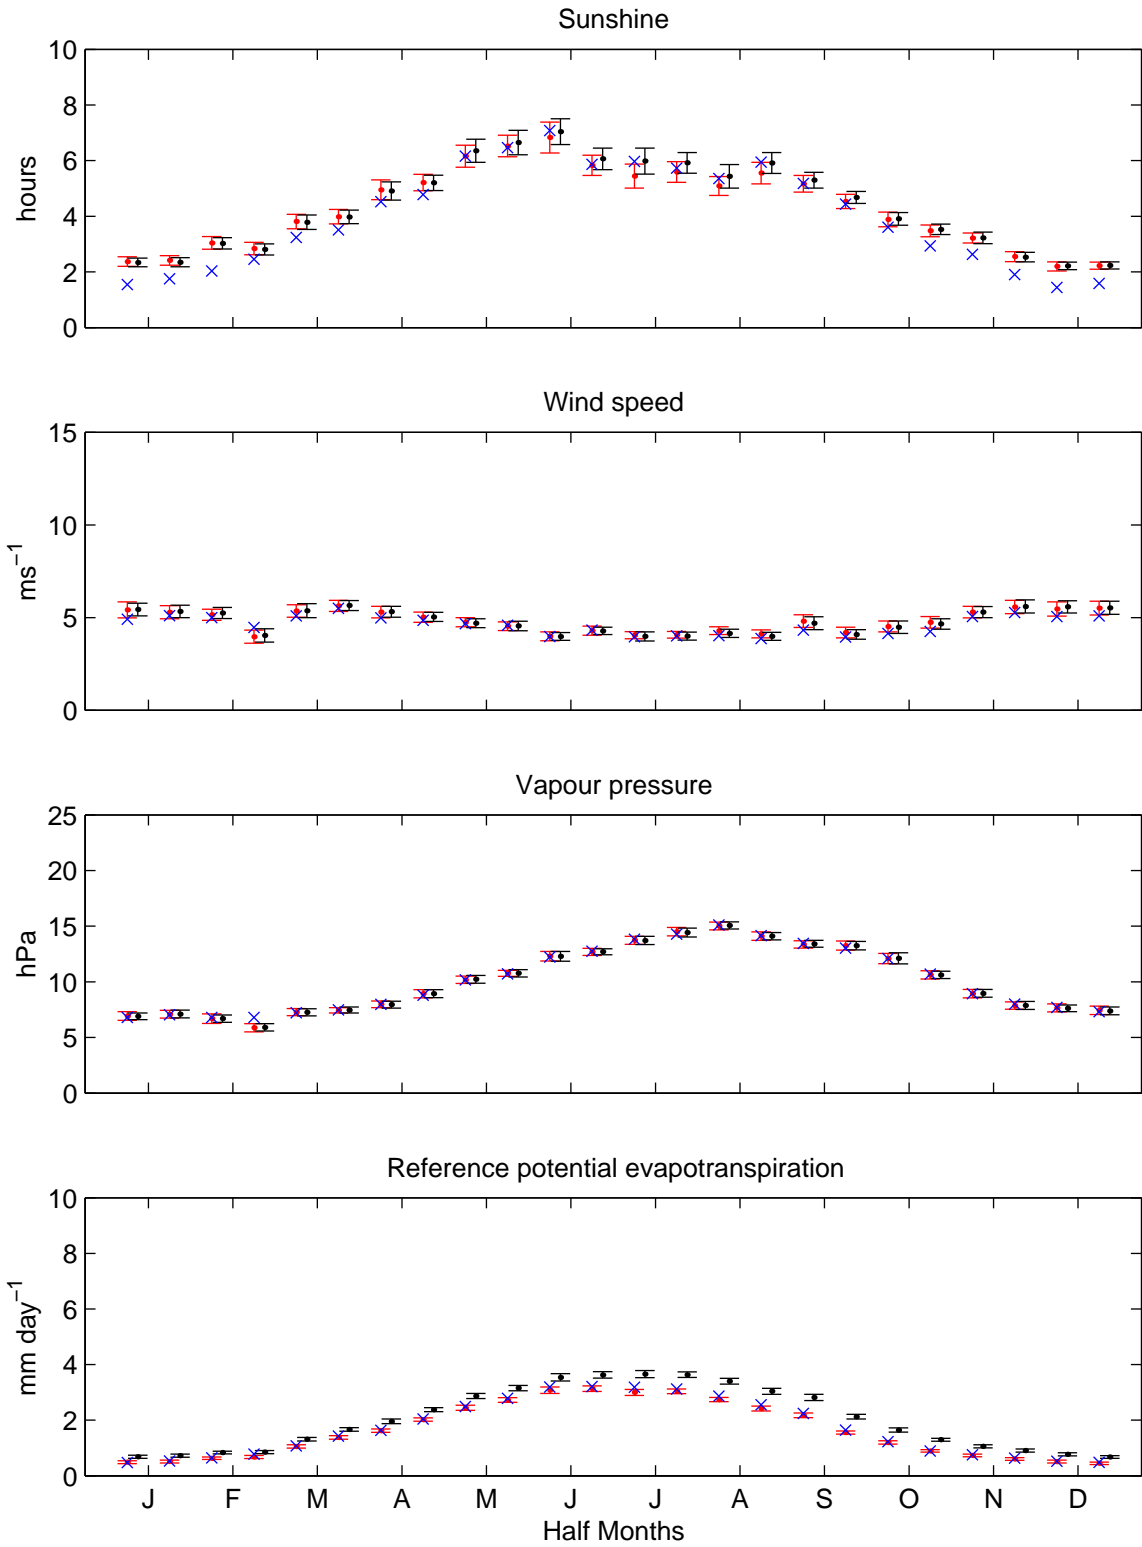 Sunshine
10
8
6
4
2
0
hours
Wind speed
15
10
5
0
ms⁻¹
Vapour pressure
25
20
15
10
5
0
hPa
Reference potential evapotranspiration
10
8
6
4
2
0
mm day⁻¹
J F M A M J J A S O N D
Half Months